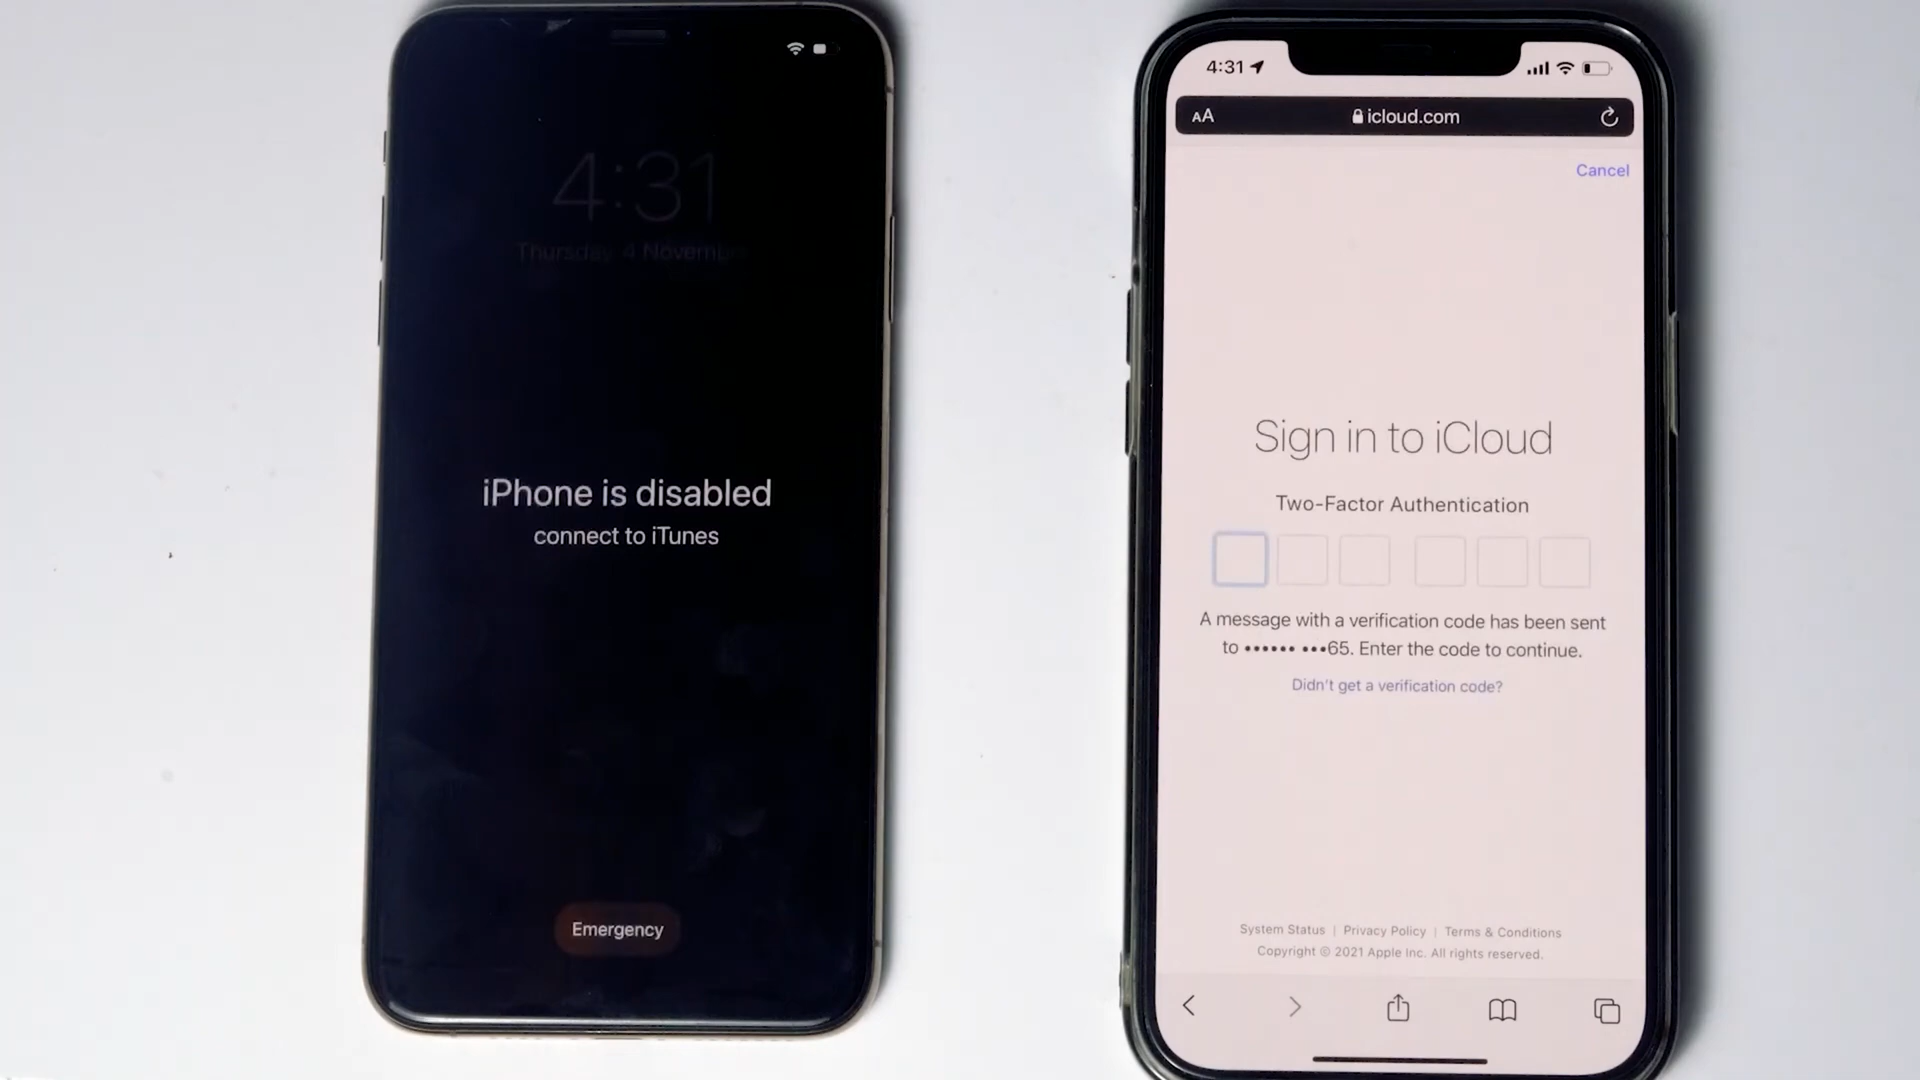 4:31
Thursday, 4 November
iPhone is disabled
connect to iTunes
Emergency
4:31
AA
icloud.com
Cancel
Sign in to iCloud
Two-Factor Authentication
A message with a verification code has been sent
to •••••• •••65. Enter the code to continue.
Didn't get a verification code?
System Status | Privacy Policy | Terms & Conditions
Copyright © 2021 Apple Inc. All rights reserved.